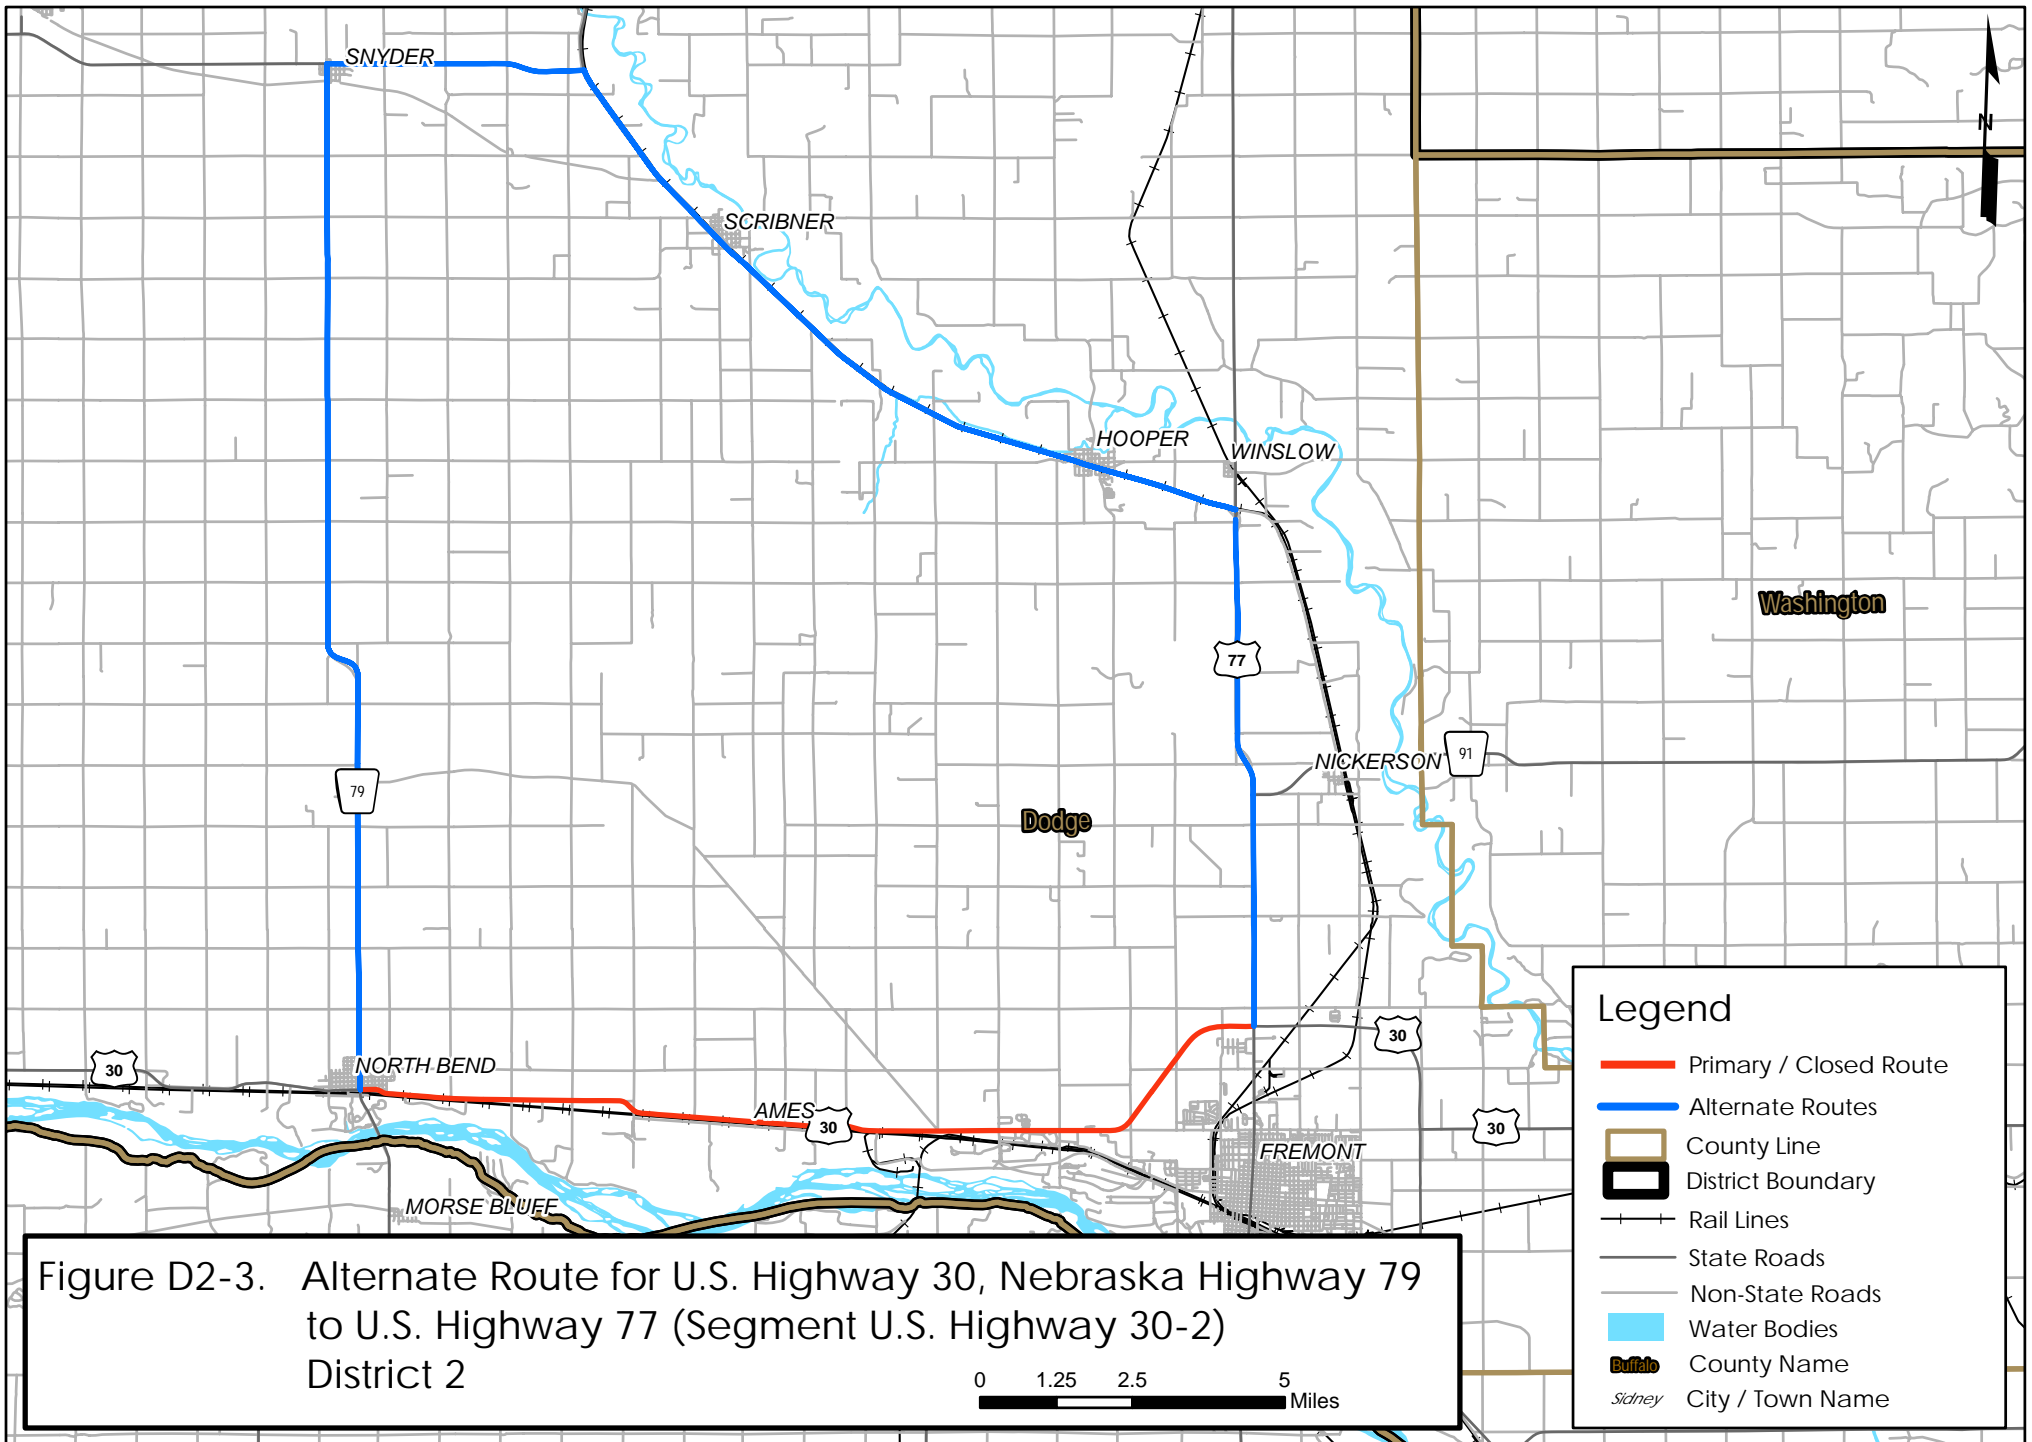 SNYDER
N
SCRIBNER
HOOPER
WINSLOW
Washington
77
NICKERSON
91
79
Dodge
30
NORTH BEND
30
AMES
30
30
FREMONT
MORSE BLUFF
Legend
Primary / Closed Route
Alternate Routes
County Line
District Boundary
Rail Lines
State Roads
Non-State Roads
Water Bodies
Buffalo County Name
Sidney City / Town Name
Figure D2-3. Alternate Route for U.S. Highway 30, Nebraska Highway 79
to U.S. Highway 77 (Segment U.S. Highway 30-2)
District 2
0 1.25 2.5 5
Miles